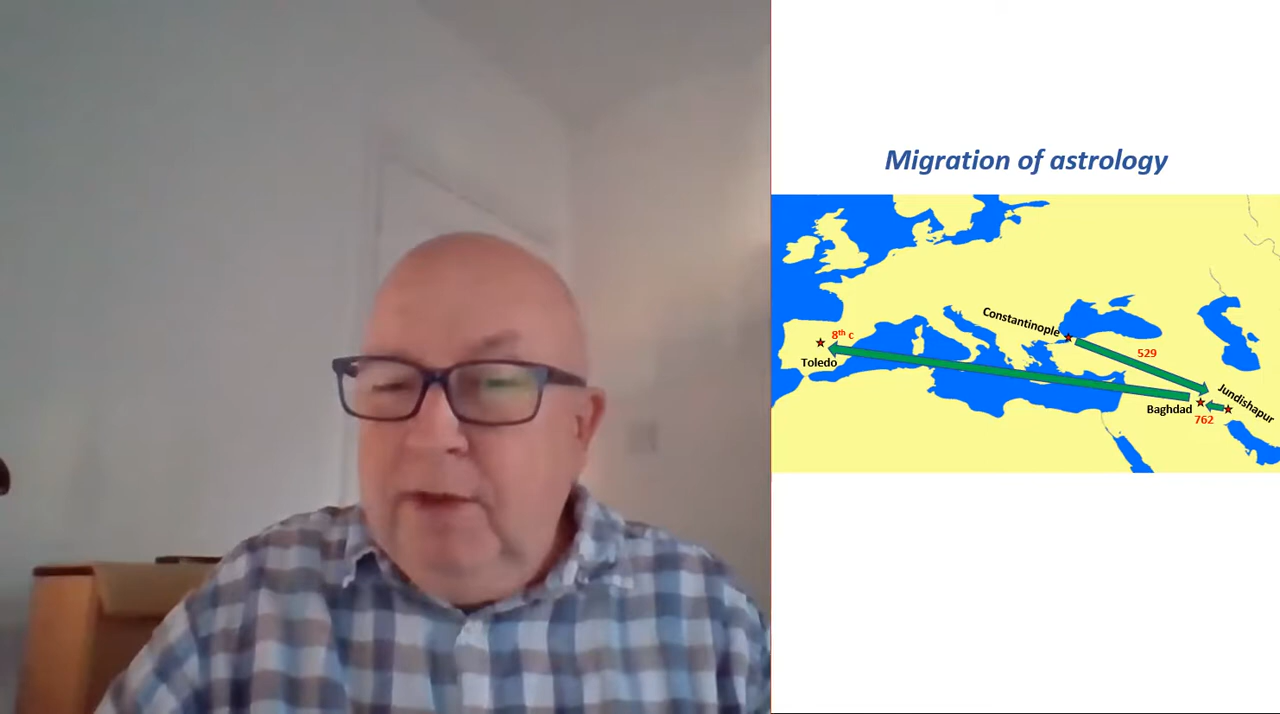 Migration of astrology
Constantinople
8th c
529
Toledo
Jundishapur
Baghdad
762